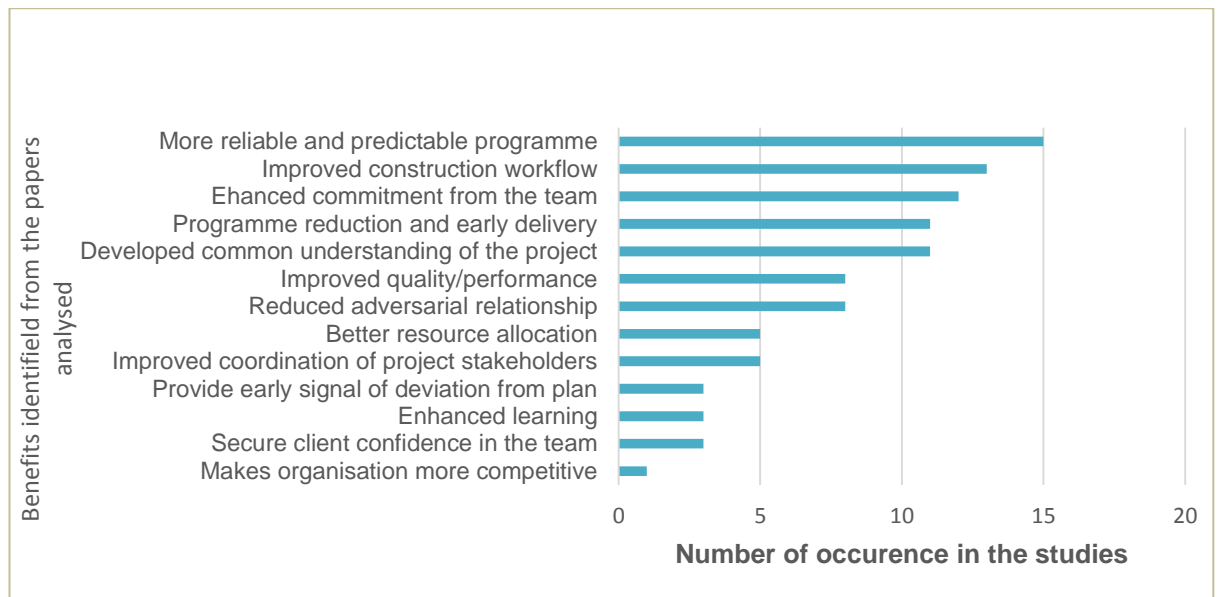 Benefits identifield from the papers
analysed
More reliable and predictable programme
Improved construction workflow
Ehanced commitment from the team
Programme reduction and early delivery
Developed common understanding of the project
Improved quality/performance
Reduced adversarial relationship
Better resource allocation
Improved coordination of project stakeholders
Provide early signal of deviation from plan
Enhanced learning
Secure client confidence in the team
Makes organisation more competitive
0 5 10 15 20
Number of occurence in the studies